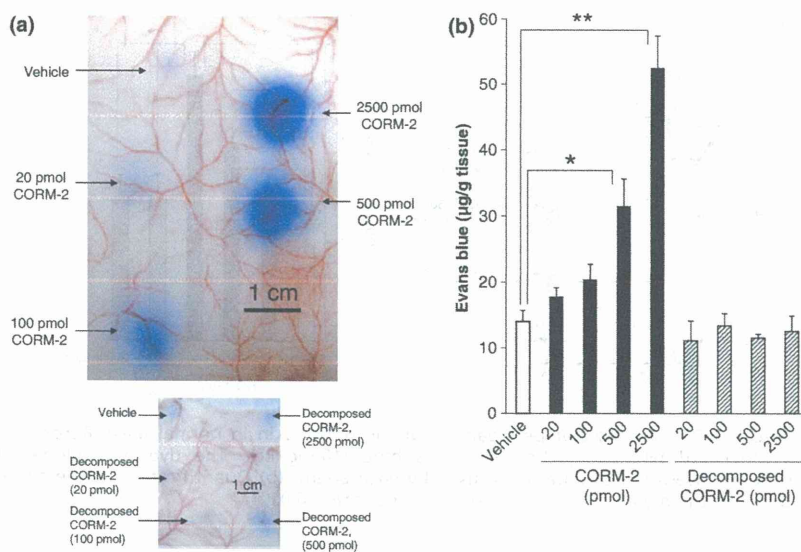 (a)
Vehicle
20 pmol
CORM-2
100 pmol
CORM-2
2500 pmol
CORM-2
500 pmol
CORM-2
1 cm
Vehicle
Decomposed
CORM-2
(20 pmol)
Decomposed
CORM-2
(100 pmol)
Decomposed
CORM-2,
(2500 pmol)
1 cm
Decomposed
CORM-2,
(500 pmol)
(b)
Evans blue (µg/g tissue)
60
50
40
30
20
10
0
**
*
Vehicle
20
100
500
2500
20
100
500
2500
CORM-2
(pmol)
Decomposed
CORM-2 (pmol)